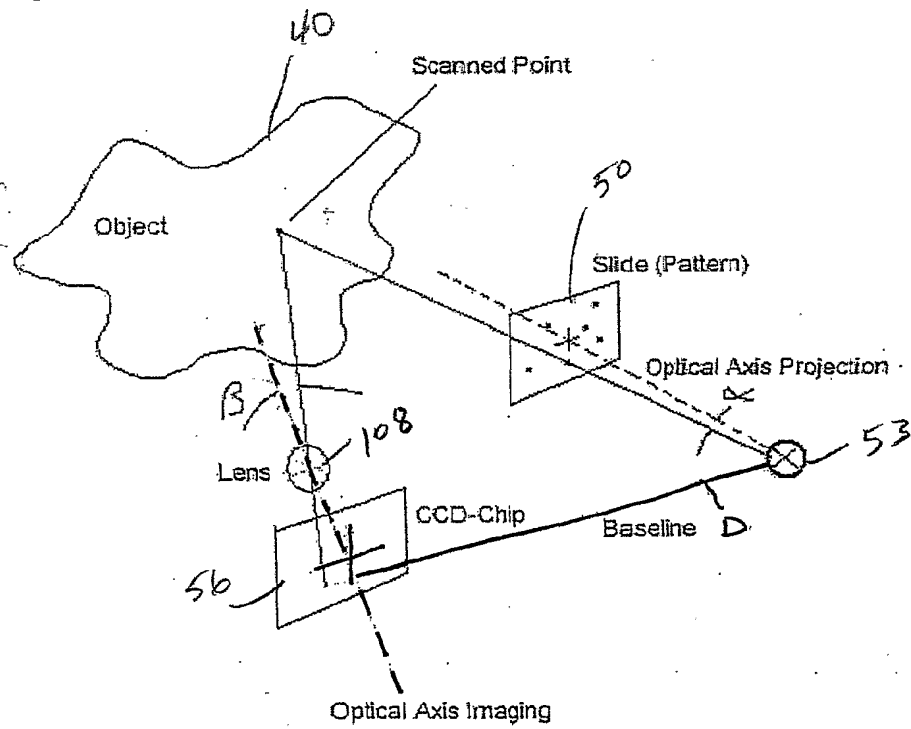 40
Scanned Point
50
Object
Slide (Pattern)
Optical Axis Projection
α
β
108
53
Lens
CCD-Chip
Baseline D
56
Optical Axis Imaging